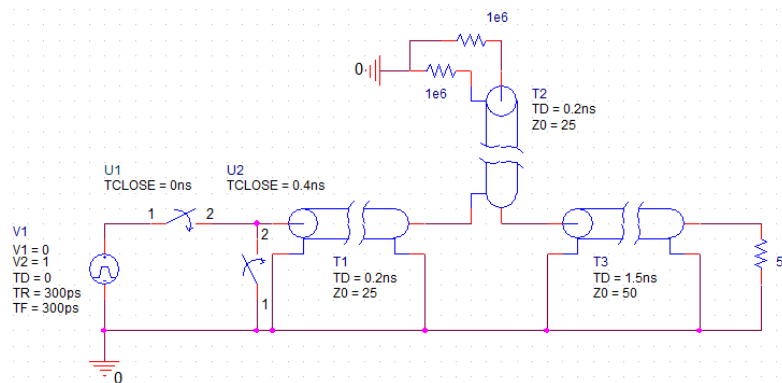 1e6
0
1e6
T2
TD = 0.2ns
Z0 = 25
U1
TCLOSE = 0ns
U2
TCLOSE = 0.4ns
1
2
2
1
V1
V1 = 0
V2 = 1
TD = 0
TR = 300ps
TF = 300ps
T1
TD = 0.2ns
Z0 = 25
T3
TD = 1.5ns
Z0 = 50
0